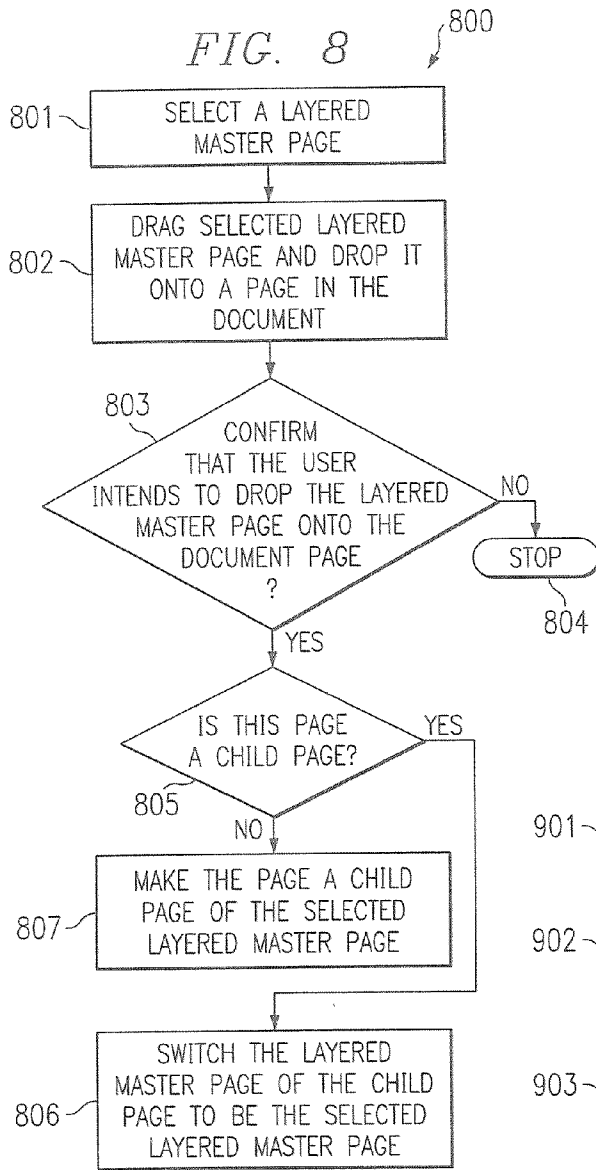 FIG. 8
800
801
SELECT A LAYERED
MASTER PAGE
802
DRAG SELECTED LAYERED
MASTER PAGE AND DROP IT
ONTO A PAGE IN THE
DOCUMENT
803
CONFIRM
THAT THE USER
INTENDS TO DROP THE LAYERED
MASTER PAGE ONTO THE
DOCUMENT PAGE
?
NO
STOP
804
YES
IS THIS PAGE
A CHILD PAGE?
YES
805
NO
901
MAKE THE PAGE A CHILD
PAGE OF THE SELECTED
LAYERED MASTER PAGE
807
902
SWITCH THE LAYERED
MASTER PAGE OF THE CHILD
PAGE TO BE THE SELECTED
LAYERED MASTER PAGE
806
903